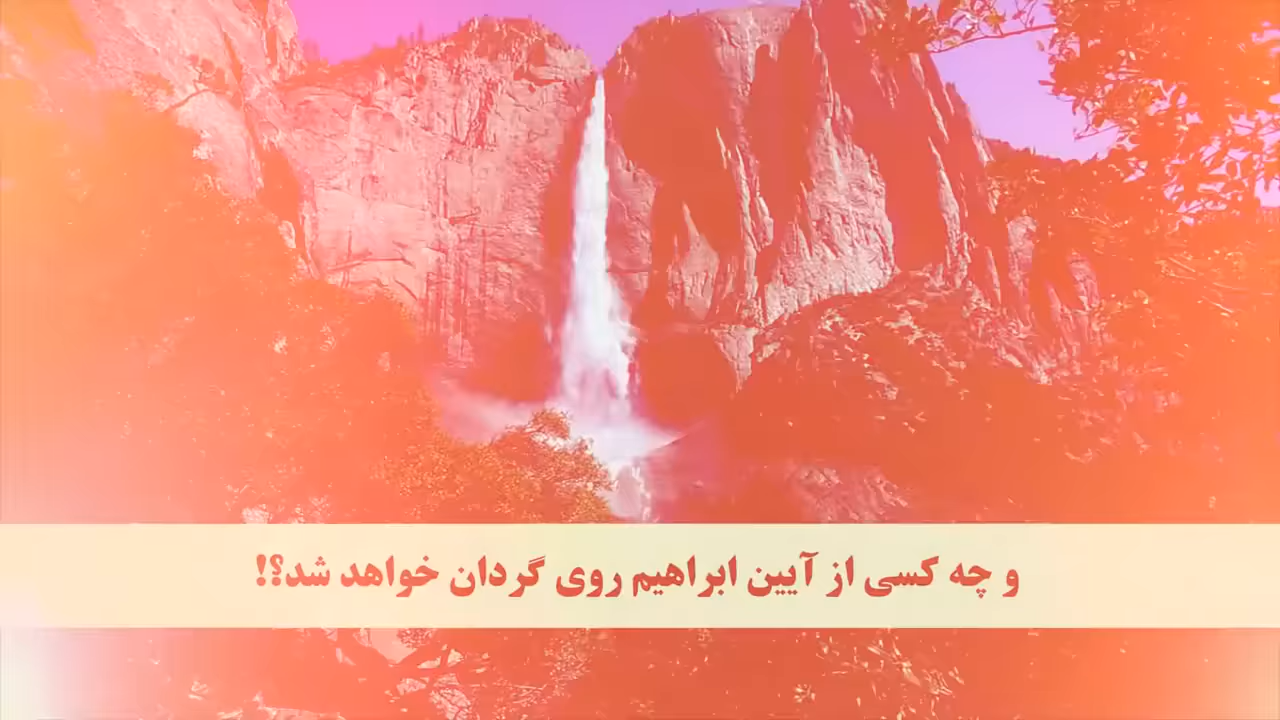 و چه کسی از آیین ابراهیم روی گردان خواهد شد؟!